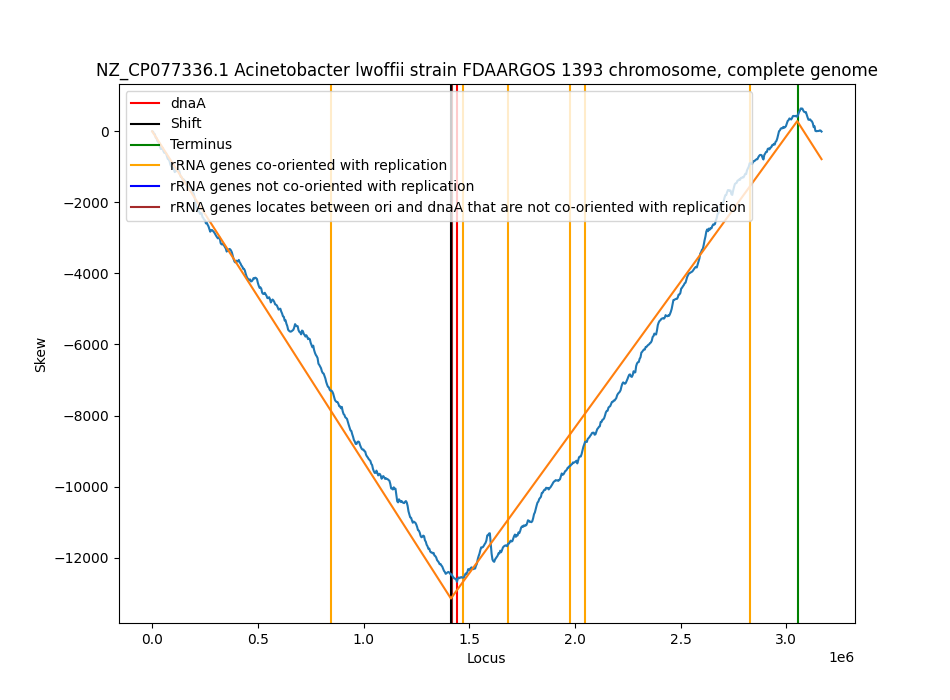 NZ_CP077336.1 Acinetobacter lwoffii strain FDAARGOS 1393 chromosome, complete genome
dnaA
Shift
Terminus
rRNA genes co-oriented with replication
rRNA genes not co-oriented with replication
rRNA genes locates between ori and dnaA that are not co-oriented with replication
0
−2000
−4000
−6000
−8000
−10000
−12000
Skew
0.0 0.5 1.0 1.5 2.0 2.5 3.0
1e6
Locus